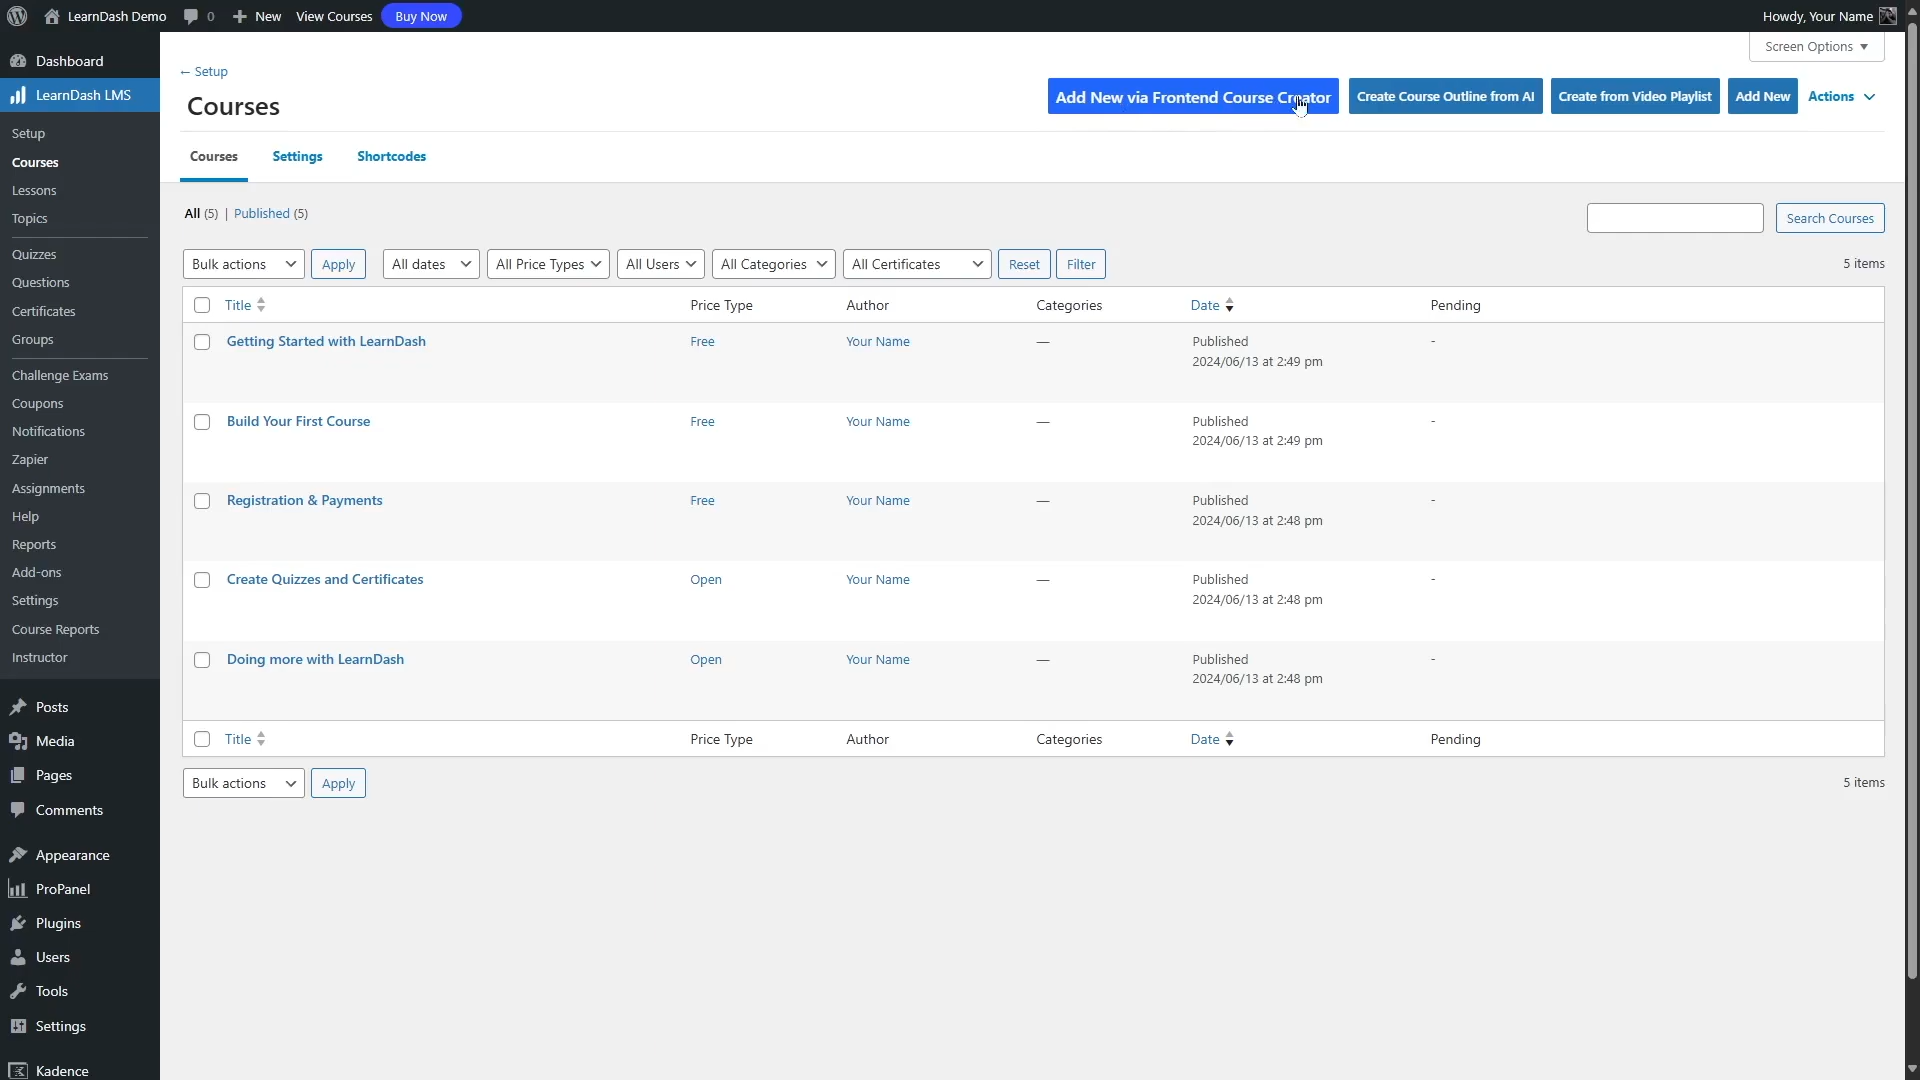 LearnDash Demo 0 New View Courses Buy Now Howdy, Your Name
Screen Options
Dashboard
LearnDash LMS
Setup
Courses
Lessons
Topics
Quizzes
Questions
Certificates
Groups
Challenge Exams
Coupons
Notifications
Zapier
Assignments
Help
Reports
Add-ons
Settings
Course Reports
Instructor
Posts
Media
Pages
Comments
Appearance
ProPanel
Plugins
Users
Tools
Settings
Kadence
← Setup
Courses
Add New via Frontend Course Creator Create Course Outline from AI Create from Video Playlist Add New Actions
Courses Settings Shortcodes
All (5) | Published (5)
Search Courses
Bulk actions Apply All dates All Price Types All Users All Categories All Certificates Reset Filter 5 items
Title Price Type Author Categories Date Pending
Getting Started with LearnDash Free Your Name — Published -
2024/06/13 at 2:49 pm
Build Your First Course Free Your Name — Published -
2024/06/13 at 2:49 pm
Registration & Payments Free Your Name — Published -
2024/06/13 at 2:48 pm
Create Quizzes and Certificates Open Your Name — Published -
2024/06/13 at 2:48 pm
Doing more with LearnDash Open Your Name — Published -
2024/06/13 at 2:48 pm
Title Price Type Author Categories Date Pending
Bulk actions Apply 5 items